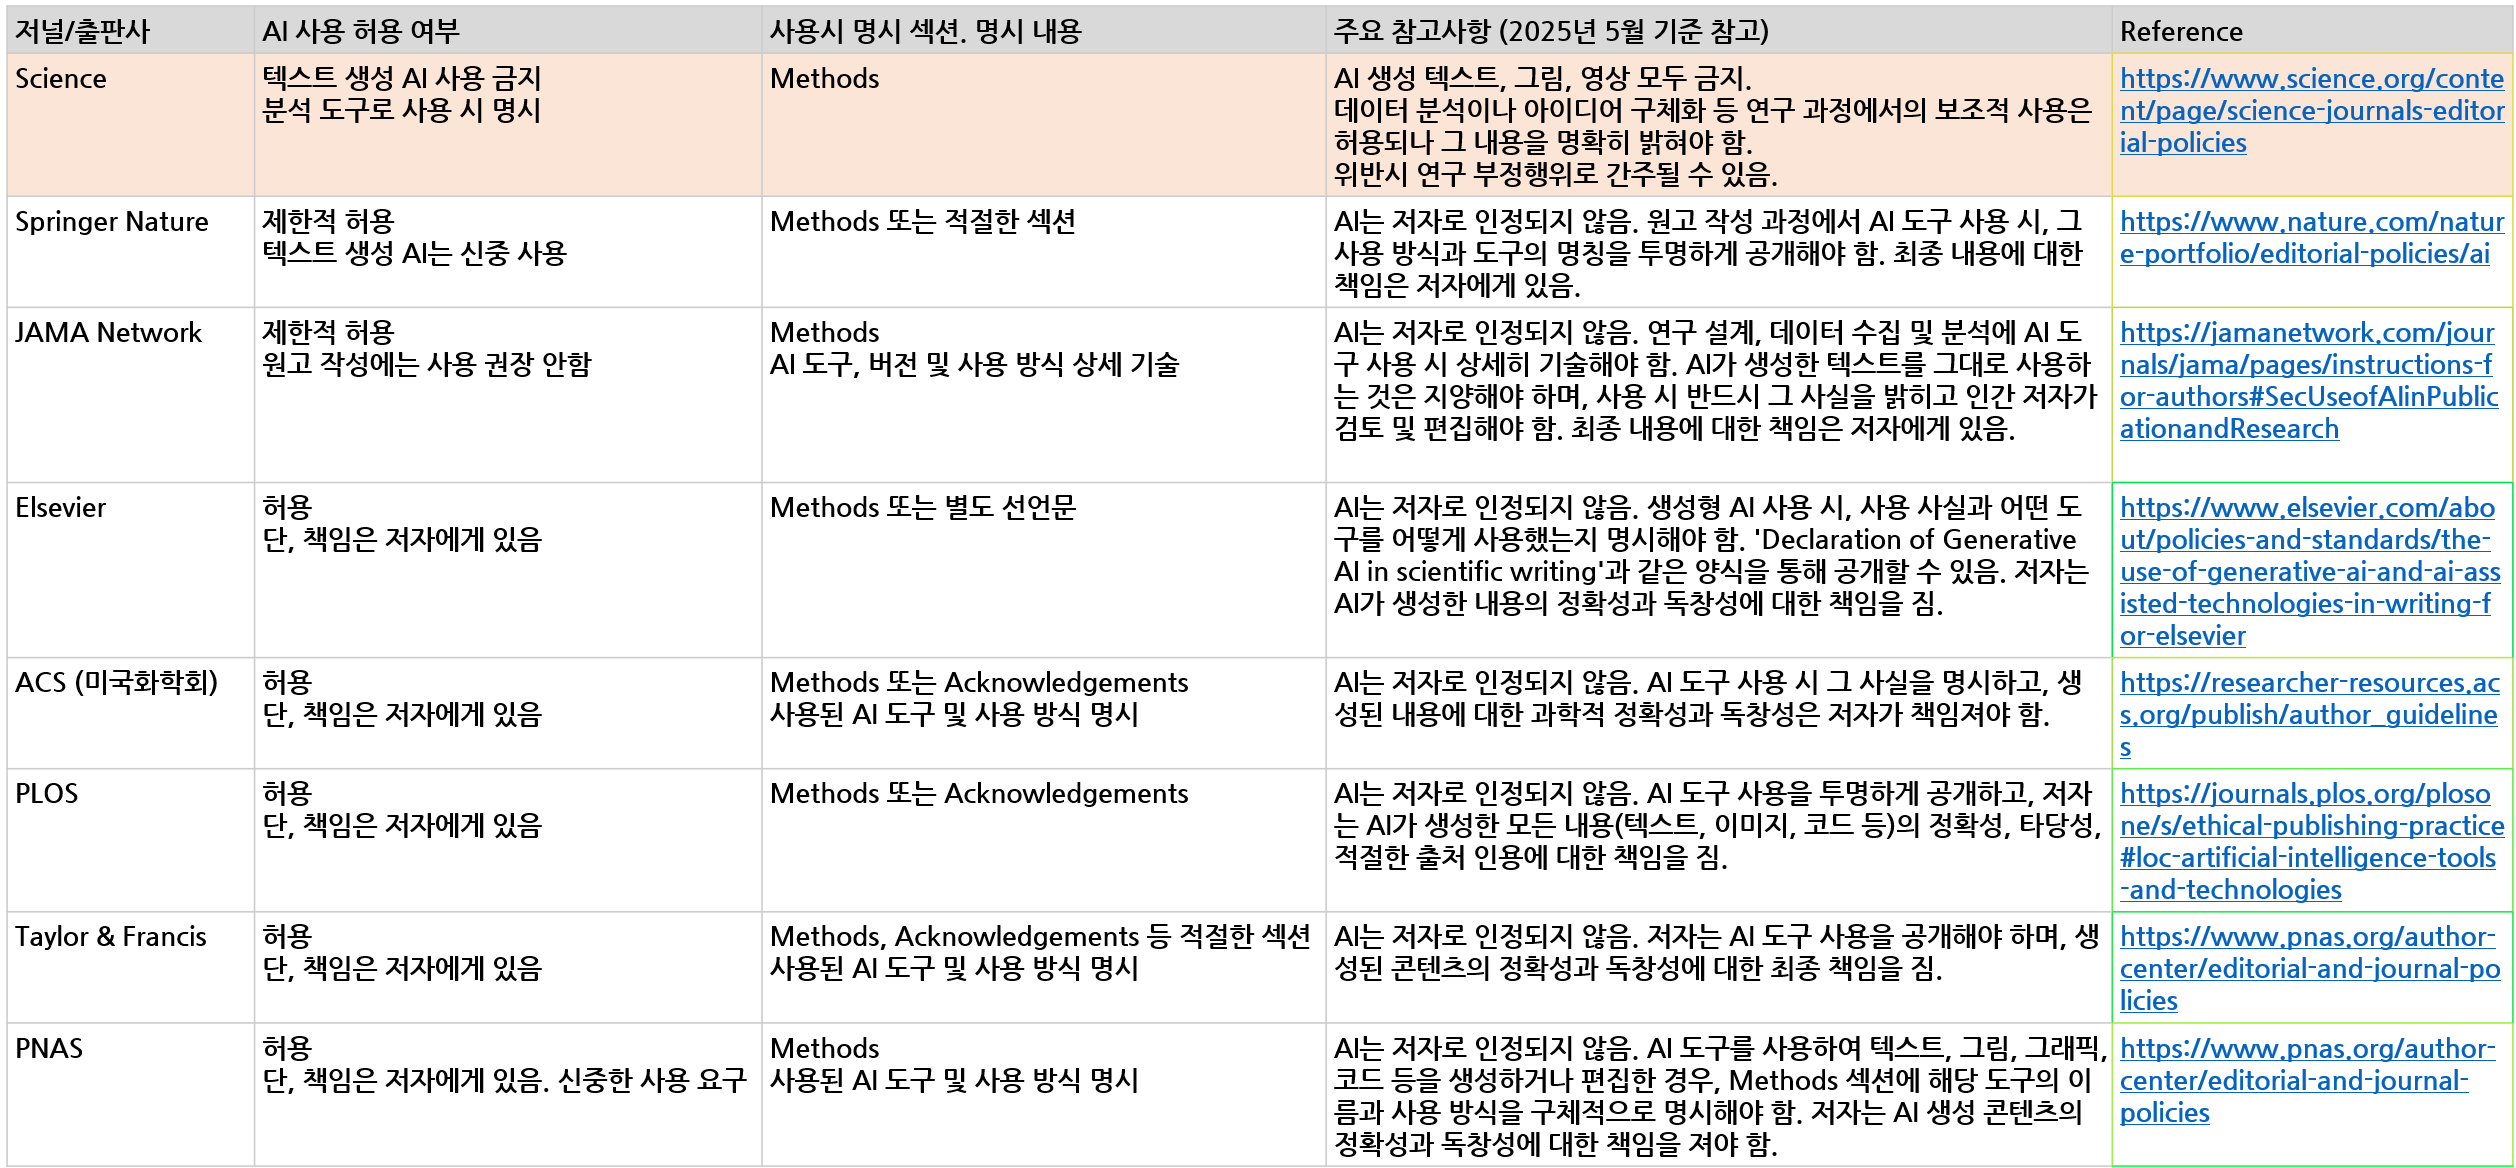 저널/출판사
AI 사용 허용 여부
사용시 명시 섹션. 명시 내용
주요 참고사항 (2025년 5월 기준 참고)
Reference
Science
텍스트 생성 AI 사용 금지
분석 도구로 사용 시 명시
Methods
AI 생성 텍스트, 그림, 영상 모두 금지.
데이터 분석이나 아이디어 구체화 등 연구 과정에서의 보조적 사용은
허용되나 그 내용을 명확히 밝혀야 함.
위반시 연구 부정행위로 간주될 수 있음.
https://www.science.org/conte
nt/page/science-journals-editor
ial-policies
Springer Nature
제한적 허용
텍스트 생성 AI는 신중 사용
Methods 또는 적절한 섹션
AI는 저자로 인정되지 않음. 원고 작성 과정에서 AI 도구 사용 시, 그
사용 방식과 도구의 명칭을 투명하게 공개해야 함. 최종 내용에 대한
책임은 저자에게 있음.
https://www.nature.com/natur
e-portfolio/editorial-policies/ai
JAMA Network
제한적 허용
원고 작성에는 사용 권장 안함
Methods
AI 도구, 버전 및 사용 방식 상세 기술
AI는 저자로 인정되지 않음. 연구 설계, 데이터 수집 및 분석에 AI 도
구 사용 시 상세히 기술해야 함. AI가 생성한 텍스트를 그대로 사용하
는 것은 지양해야 하며, 사용 시 반드시 그 사실을 밝히고 인간 저자가
검토 및 편집해야 함. 최종 내용에 대한 책임은 저자에게 있음.
https://jamanetwork.com/jour
nals/jama/pages/instructions-f
or-authors#SecUseofAIinPublic
ationandResearch
Elsevier
허용
단, 책임은 저자에게 있음
Methods 또는 별도 선언문
AI는 저자로 인정되지 않음. 생성형 AI 사용 시, 사용 사실과 어떤 도
구를 어떻게 사용했는지 명시해야 함. 'Declaration of Generative
AI in scientific writing'과 같은 양식을 통해 공개할 수 있음. 저자는
AI가 생성한 내용의 정확성과 독창성에 대한 책임을 짐.
https://www.elsevier.com/abo
ut/policies-and-standards/the-
use-of-generative-ai-and-ai-ass
isted-technologies-in-writing-f
or-elsevier
ACS (미국화학회)
허용
단, 책임은 저자에게 있음
Methods 또는 Acknowledgements
사용된 AI 도구 및 사용 방식 명시
AI는 저자로 인정되지 않음. AI 도구 사용 시 그 사실을 명시하고, 생
성된 내용에 대한 과학적 정확성과 독창성은 저자가 책임져야 함.
https://researcher-resources.ac
s.org/publish/author_guideline
s
PLOS
허용
단, 책임은 저자에게 있음
Methods 또는 Acknowledgements
AI는 저자로 인정되지 않음. AI 도구 사용을 투명하게 공개하고, 저자
는 AI가 생성한 모든 내용(텍스트, 이미지, 코드 등)의 정확성, 타당성,
적절한 출처 인용에 대한 책임을 짐.
https://journals.plos.org/ploso
ne/s/ethical-publishing-practice
#loc-artificial-intelligence-tools
-and-technologies
Taylor & Francis
허용
단, 책임은 저자에게 있음
Methods, Acknowledgements 등 적절한 섹션
사용된 AI 도구 및 사용 방식 명시
AI는 저자로 인정되지 않음. 저자는 AI 도구 사용을 공개해야 하며, 생
성된 콘텐츠의 정확성과 독창성에 대한 최종 책임을 짐.
https://www.pnas.org/author-
center/editorial-and-journal-po
licies
PNAS
허용
단, 책임은 저자에게 있음. 신중한 사용 요구
Methods
사용된 AI 도구 및 사용 방식 명시
AI는 저자로 인정되지 않음. AI 도구를 사용하여 텍스트, 그림, 그래픽,
코드 등을 생성하거나 편집한 경우, Methods 섹션에 해당 도구의 이
름과 사용 방식을 구체적으로 명시해야 함. 저자는 AI 생성 콘텐츠의
정확성과 독창성에 대한 책임을 져야 함.
https://www.pnas.org/author-
center/editorial-and-journal-
policies